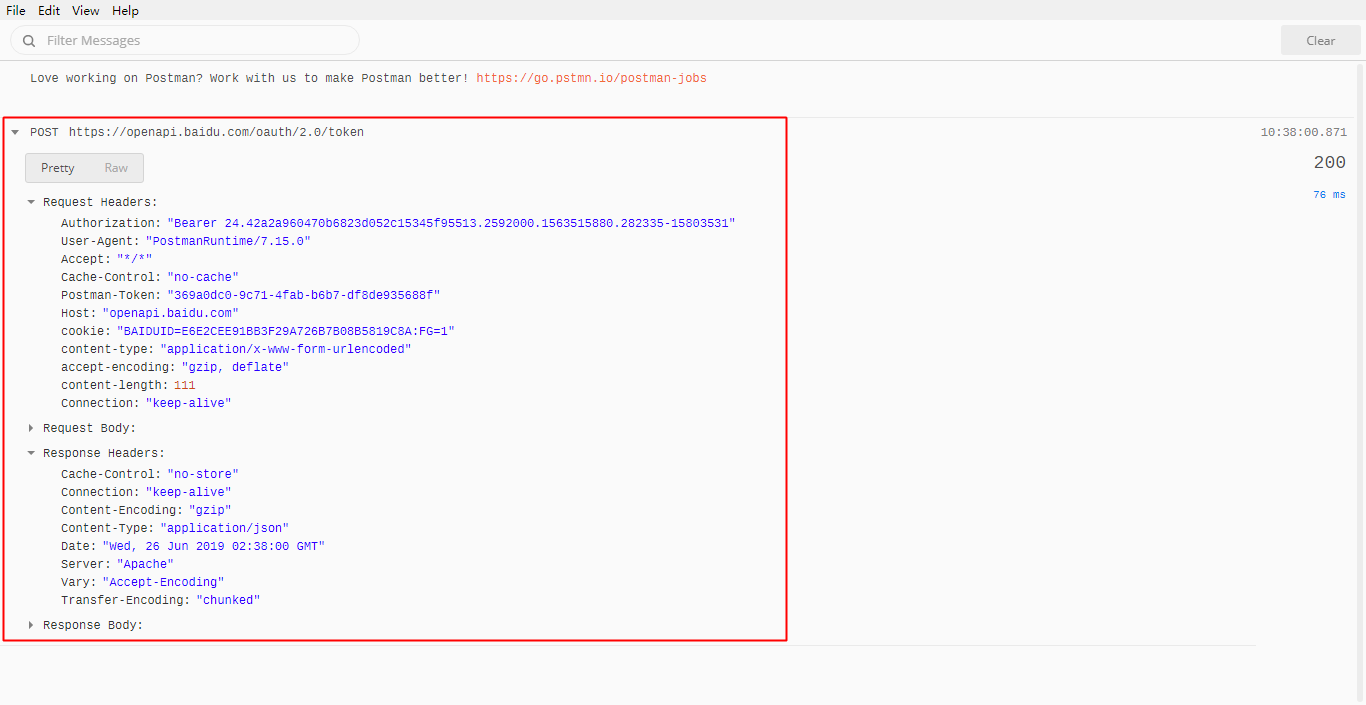 File Edit View Help
Filter Messages Clear
Love working on Postman? Work with us to make Postman better! https://go.pstmn.io/postman-jobs
POST https://openapi.baidu.com/oauth/2.0/token 10:38:00.871
Pretty Raw 200
76 ms
Request Headers:
Authorization: "Bearer 24.42a2a960470b6823d052c15345f95513.2592000.1563515880.282335-15803531"
User-Agent: "PostmanRuntime/7.15.0"
Accept: "*/*"
Cache-Control: "no-cache"
Postman-Token: "369a0dc0-9c71-4fab-b6b7-df8de935688f"
Host: "openapi.baidu.com"
cookie: "BAIDUID=E6E2CEE91BB3F29A726B7B08B5819C8A:FG=1"
content-type: "application/x-www-form-urlencoded"
accept-encoding: "gzip, deflate"
content-length: 111
Connection: "keep-alive"
Request Body:
Response Headers:
Cache-Control: "no-store"
Connection: "keep-alive"
Content-Encoding: "gzip"
Content-Type: "application/json"
Date: "Wed, 26 Jun 2019 02:38:00 GMT"
Server: "Apache"
Vary: "Accept-Encoding"
Transfer-Encoding: "chunked"
Response Body: